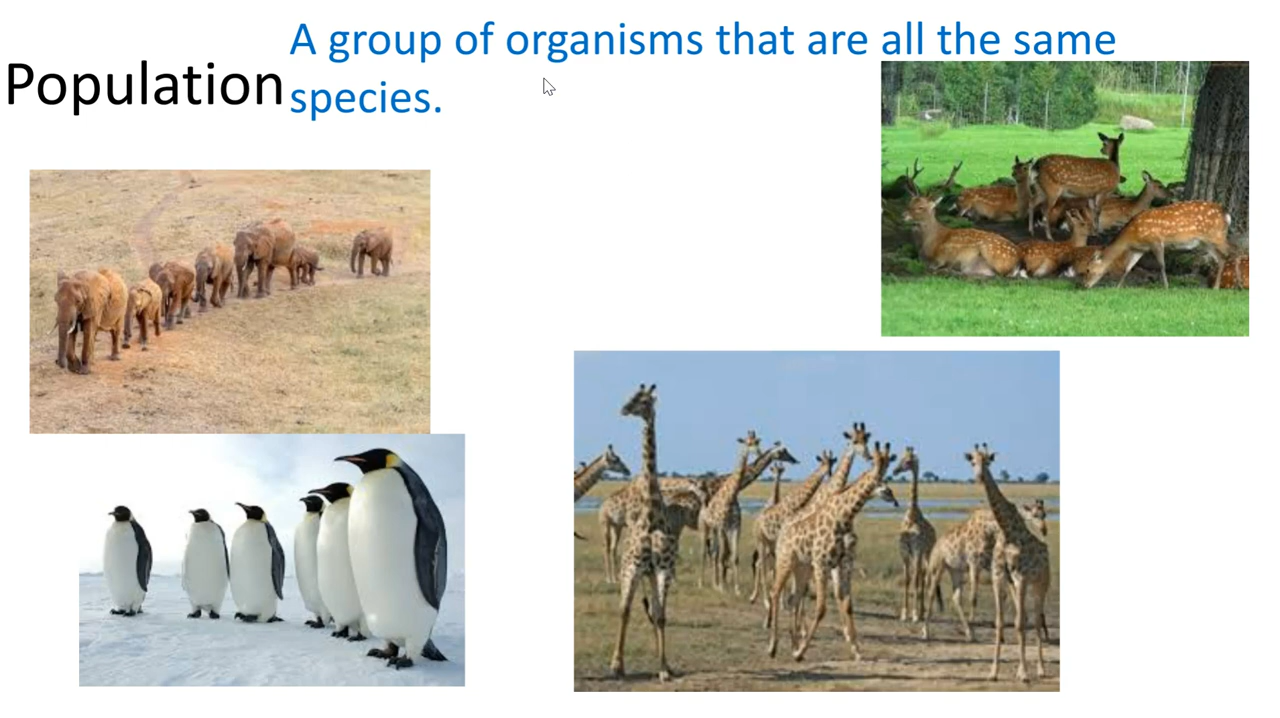 A group of organisms that are all the same
Population species.